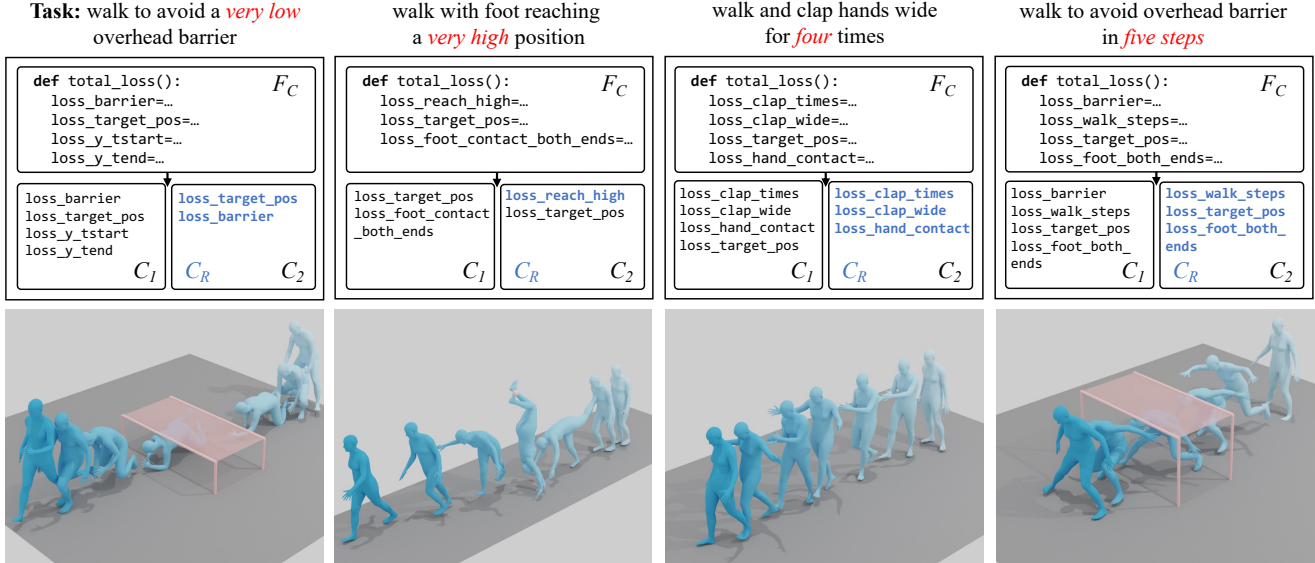 Task: walk to avoid a very low
overhead barrier
def total_loss():
loss_barrier=…
loss_target_pos=…
loss_y_tstart=…
loss_y_tend=…
F_C
loss_barrier
loss_target_pos
loss_y_tstart
loss_y_tend
C_1
loss_target_pos
loss_barrier
C_R C_2
walk with foot reaching
a very high position
def total_loss():
loss_reach_high=…
loss_target_pos=…
loss_foot_contact_both_ends=…
F_C
loss_target_pos
loss_foot_contact
_both_ends
C_1
loss_reach_high
loss_target_pos
C_R C_2
walk and clap hands wide
for four times
def total_loss():
loss_clap_times=…
loss_clap_wide=…
loss_target_pos=…
loss_hand_contact=…
F_C
loss_clap_times
loss_clap_wide
loss_hand_contact
loss_target_pos
C_1
loss_clap_times
loss_clap_wide
loss_hand_contact
C_R C_2
walk to avoid overhead barrier
in five steps
def total_loss():
loss_barrier=…
loss_walk_steps=…
loss_target_pos=…
loss_foot_both_ends=…
F_C
loss_barrier
loss_walk_steps
loss_target_pos
loss_foot_both_
ends
C_1
loss_walk_steps
loss_target_pos
loss_foot_both_
ends
C_R C_2